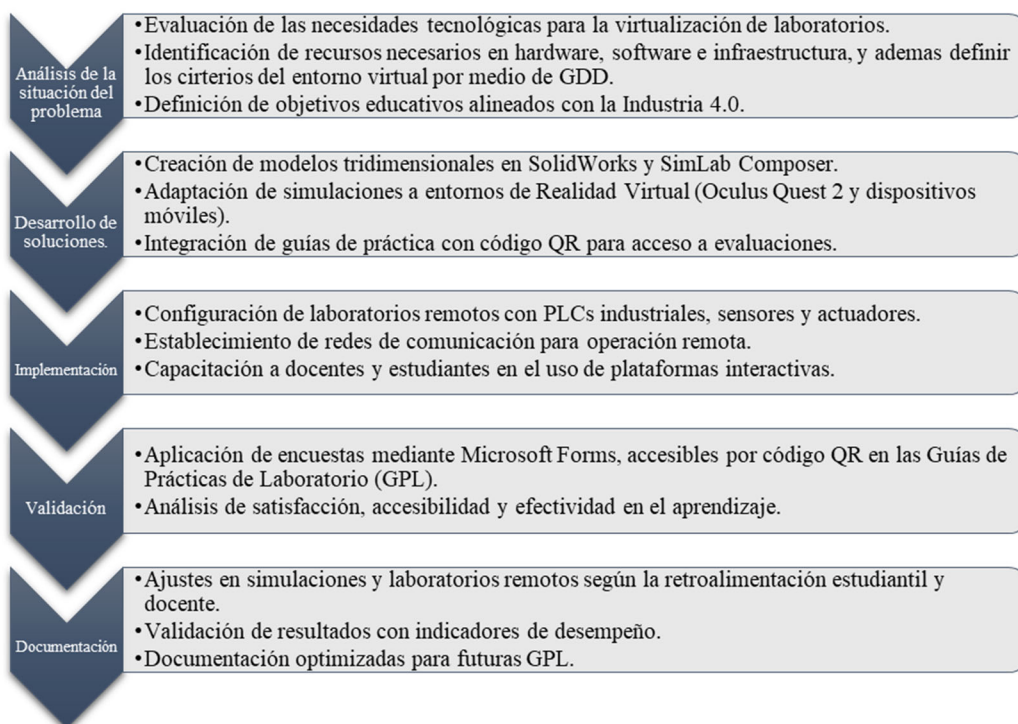 Análisis de la
situación del
problema
•Evaluación de las necesidades tecnológicas para la virtualización de laboratorios.
•Identificación de recursos necesarios en hardware, software e infraestructura, y ademas definir
los cirterios del entorno virtual por medio de GDD.
•Definición de objetivos educativos alineados con la Industria 4.0.
Desarrollo de
soluciones.
•Creación de modelos tridimensionales en SolidWorks y SimLab Composer.
•Adaptación de simulaciones a entornos de Realidad Virtual (Oculus Quest 2 y dispositivos
móviles).
•Integración de guías de práctica con código QR para acceso a evaluaciones.
Implementación
•Configuración de laboratorios remotos con PLCs industriales, sensores y actuadores.
•Establecimiento de redes de comunicación para operación remota.
•Capacitación a docentes y estudiantes en el uso de plataformas interactivas.
Validación
•Aplicación de encuestas mediante Microsoft Forms, accesibles por código QR en las Guías de
Prácticas de Laboratorio (GPL).
•Análisis de satisfacción, accesibilidad y efectividad en el aprendizaje.
Documentación
•Ajustes en simulaciones y laboratorios remotos según la retroalimentación estudiantil y
docente.
•Validación de resultados con indicadores de desempeño.
•Documentación optimizadas para futuras GPL.